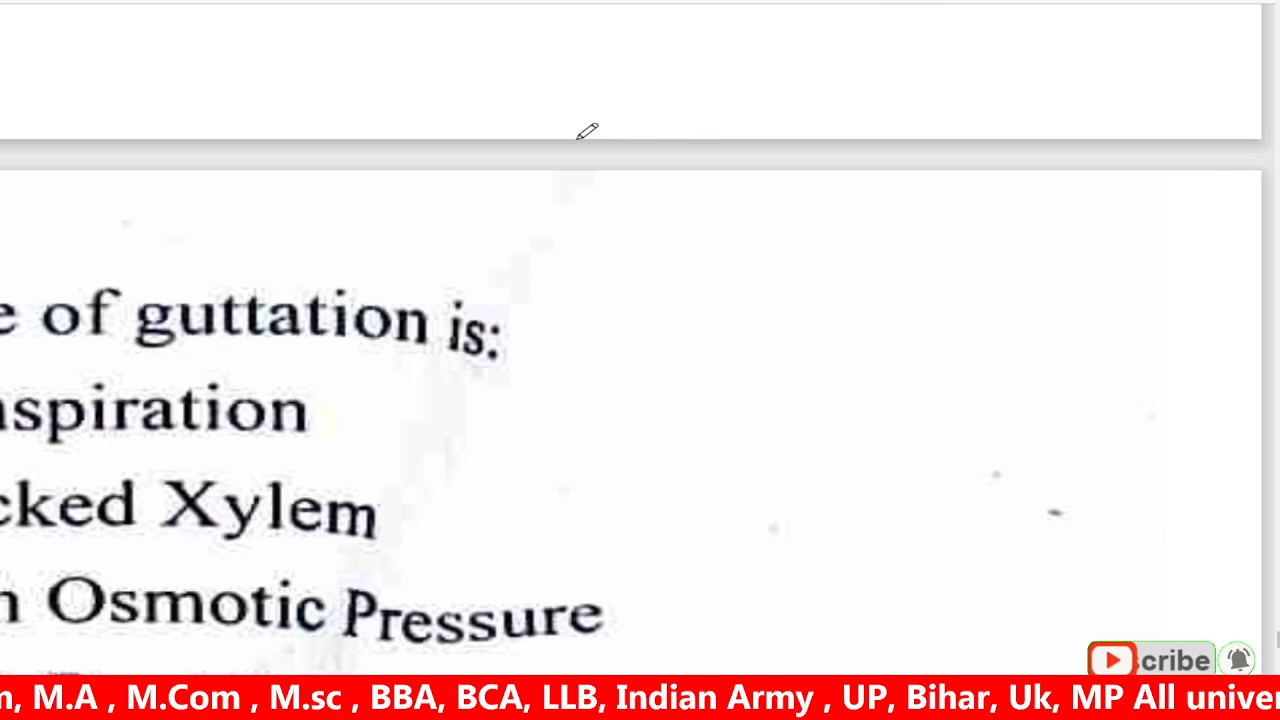 e of guttation is:
nspiration
cked Xylem
n Osmotic Pressure
scribe
m, M.A , M.Com , M.sc , BBA, BCA, LLB, Indian Army , UP, Bihar, Uk, MP All univer